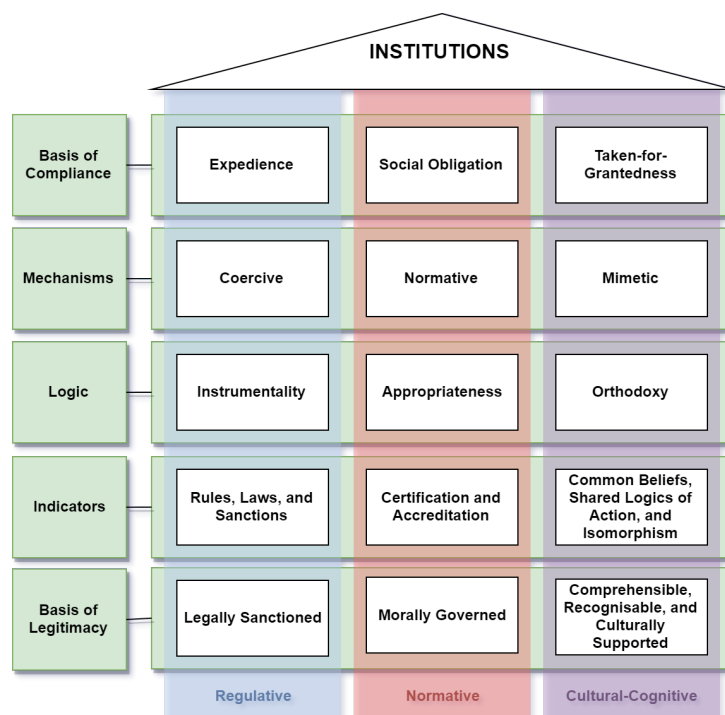 INSTITUTIONS
Basis of
Compliance
Expedience
Social Obligation
Taken-for-
Grantedness
Mechanisms
Coercive
Normative
Mimetic
Logic
Instrumentality
Appropriateness
Orthodoxy
Indicators
Rules, Laws, and
Sanctions
Certification and
Accreditation
Common Beliefs,
Shared Logics of
Action, and
Isomorphism
Basis of
Legitimacy
Legally Sanctioned
Morally Governed
Comprehensible,
Recognisable, and
Culturally
Supported
Regulative
Normative
Cultural-Cognitive